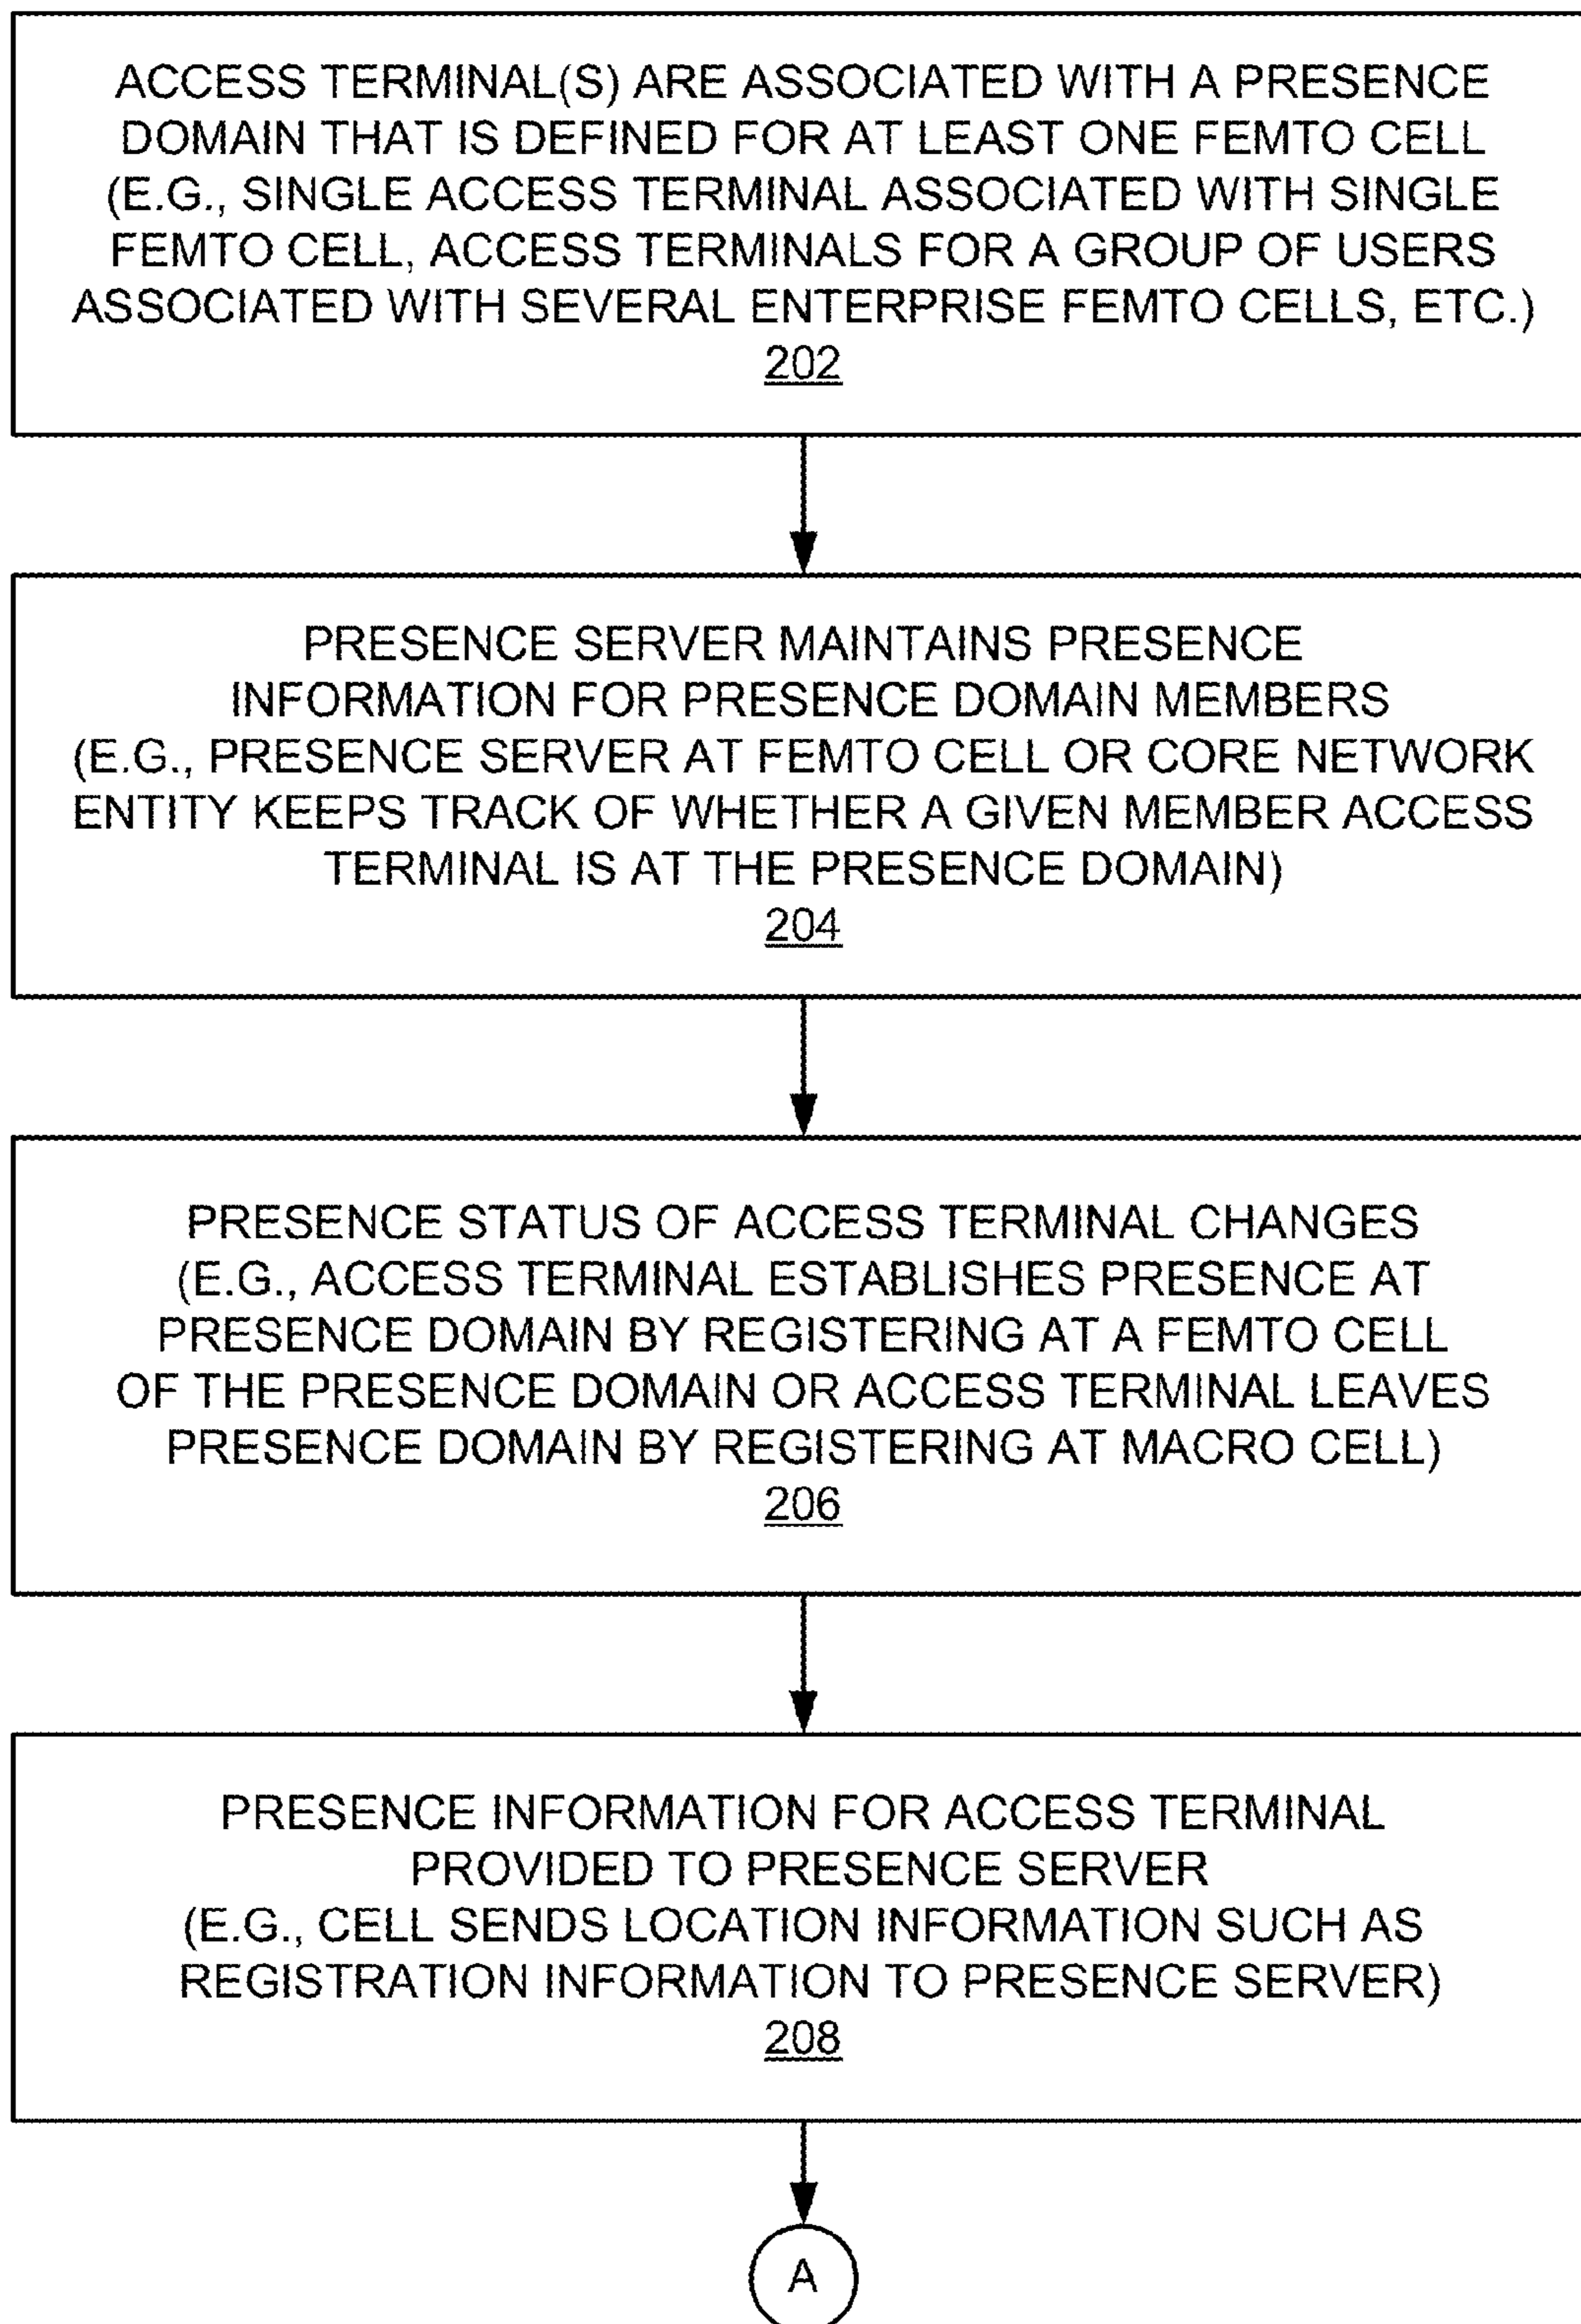 ACCESS TERMINAL(S) ARE ASSOCIATED WITH A PRESENCE
DOMAIN THAT IS DEFINED FOR AT LEAST ONE FEMTO CELL
(E.G., SINGLE ACCESS TERMINAL ASSOCIATED WITH SINGLE
FEMTO CELL, ACCESS TERMINALS FOR A GROUP OF USERS
ASSOCIATED WITH SEVERAL ENTERPRISE FEMTO CELLS, ETC.)
202
PRESENCE SERVER MAINTAINS PRESENCE
INFORMATION FOR PRESENCE DOMAIN MEMBERS
(E.G., PRESENCE SERVER AT FEMTO CELL OR CORE NETWORK
ENTITY KEEPS TRACK OF WHETHER A GIVEN MEMBER ACCESS
TERMINAL IS AT THE PRESENCE DOMAIN)
204
PRESENCE STATUS OF ACCESS TERMINAL CHANGES
(E.G., ACCESS TERMINAL ESTABLISHES PRESENCE AT
PRESENCE DOMAIN BY REGISTERING AT A FEMTO CELL
OF THE PRESENCE DOMAIN OR ACCESS TERMINAL LEAVES
PRESENCE DOMAIN BY REGISTERING AT MACRO CELL)
206
PRESENCE INFORMATION FOR ACCESS TERMINAL
PROVIDED TO PRESENCE SERVER
(E.G., CELL SENDS LOCATION INFORMATION SUCH AS
REGISTRATION INFORMATION TO PRESENCE SERVER)
208
A